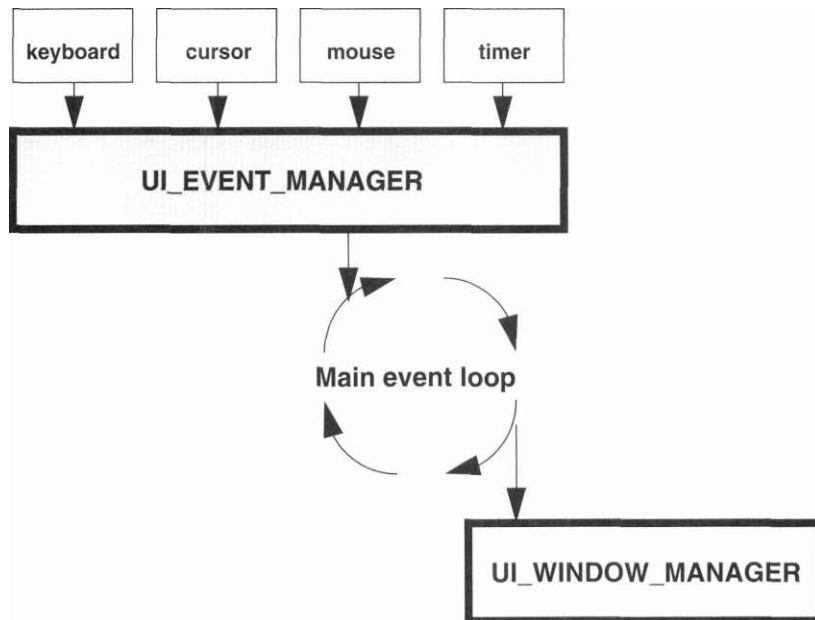 keyboard cursor mouse timer
UI_EVENT_MANAGER
Main event loop
UI_WINDOW_MANAGER